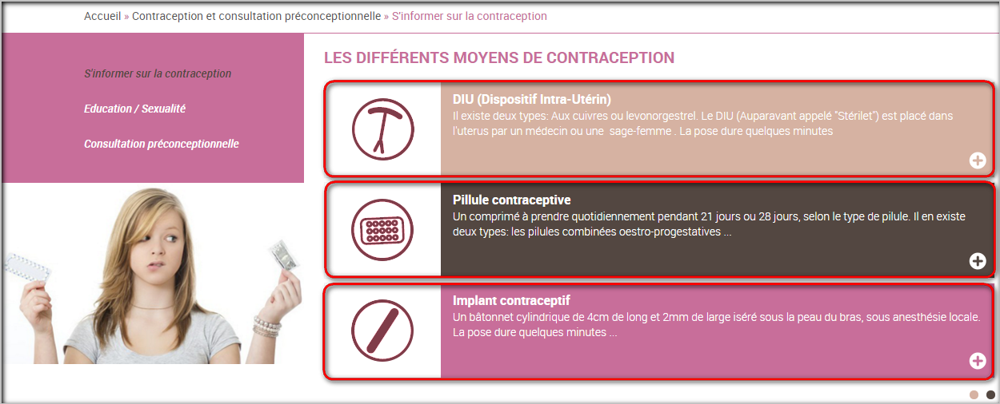 Accueil » Contraception et consultation préconceptionnelle » S'informer sur la contraception
S'informer sur la contraception
Education / Sexualité
Consultation préconceptionnelle
LES DIFFÉRENTS MOYENS DE CONTRACEPTION
DIU (Dispositif Intra-Utérin)
Il existe deux types: Aux cuivres ou levonorgestrel. Le DIU (Auparavant appelé "Stérilet") est placé dans
l'uterus par un médecin ou une sage-femme . La pose dure quelques minutes
Pillule contraceptive
Un comprimé à prendre quotidiennement pendant 21 jours ou 28 jours, selon le type de pilule. Il en existe
deux types: les pilules combinées oestro-progestatives ...
Implant contraceptif
Un bâtonnet cylindrique de 4cm de long et 2mm de large iséré sous la peau du bras, sous anesthésie locale.
La pose dure quelques minutes ...